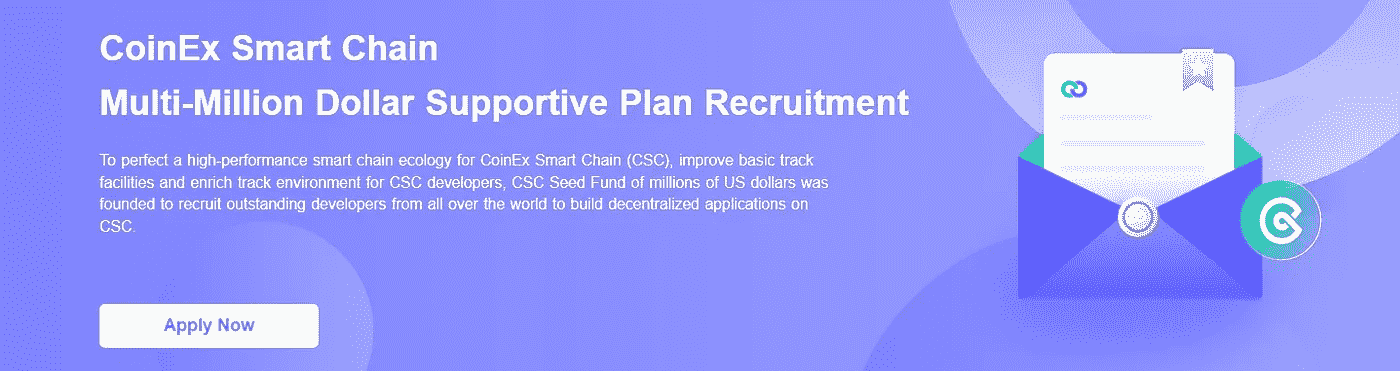 CoinEx Smart Chain
Multi-Million Dollar Supportive Plan Recruitment
To perfect a high-performance smart chain ecology for CoinEx Smart Chain (CSC), improve basic track
facilities and enrich track environment for CSC developers, CSC Seed Fund of millions of US dollars was
founded to recruit outstanding developers from all over the world to build decentralized applications on
CSC.
Apply Now